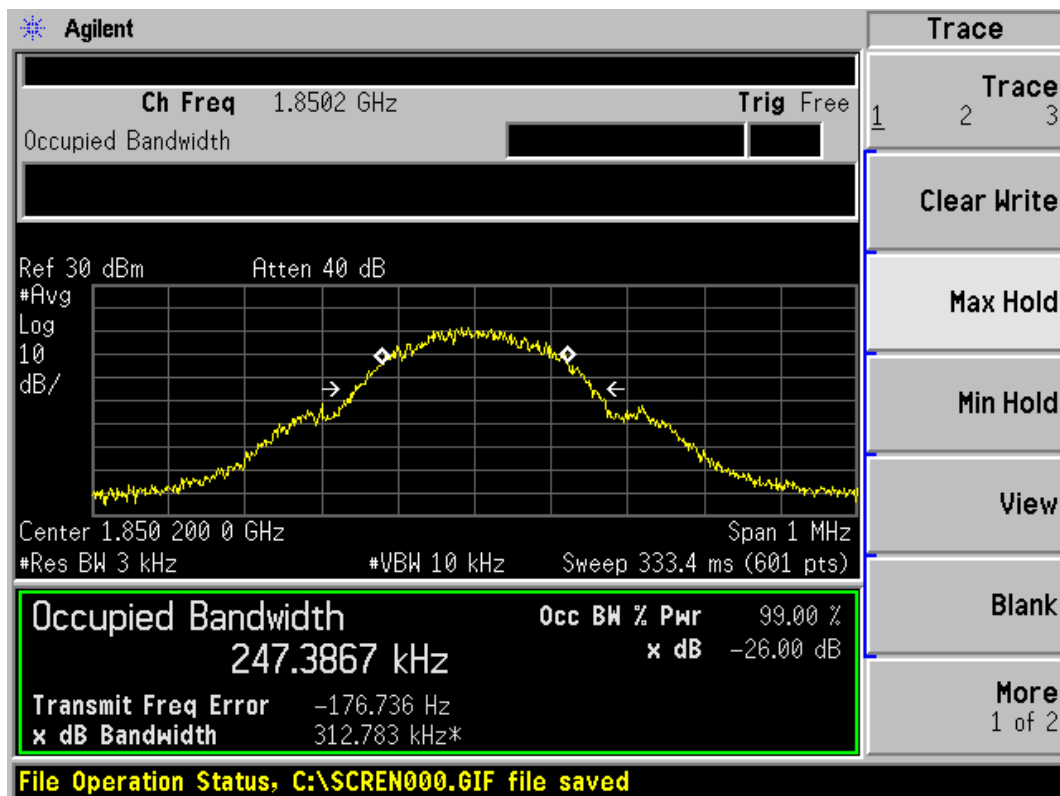 Agilent
Trace
Ch Freq 1.8502 GHz Trig Free
Occupied Bandwidth
Trace
1 2 3
Clear Write
Max Hold
Min Hold
View
Blank
More
1 of 2
Ref 30 dBm Atten 40 dB
#Avg
Log
10
dB/
Center 1.850 200 0 GHz Span 1 MHz
#Res BW 3 kHz #VBW 10 kHz Sweep 333.4 ms (601 pts)
Occupied Bandwidth
247.3867 kHz
Occ BW % Pwr 99.00 %
x dB -26.00 dB
Transmit Freq Error -176.736 Hz
x dB Bandwidth 312.783 kHz*
File Operation Status, C:\SCREN000.GIF file saved